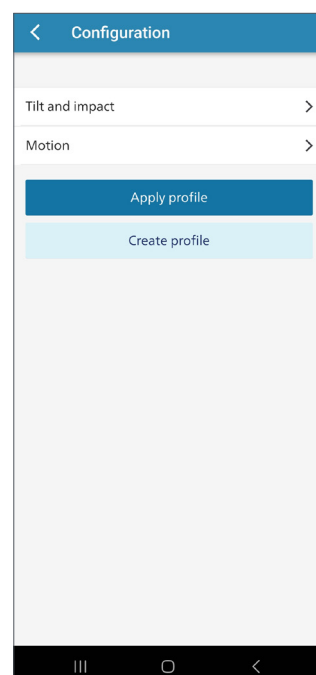 Configuration
Tilt and impact
Motion
Apply profile
Create profile